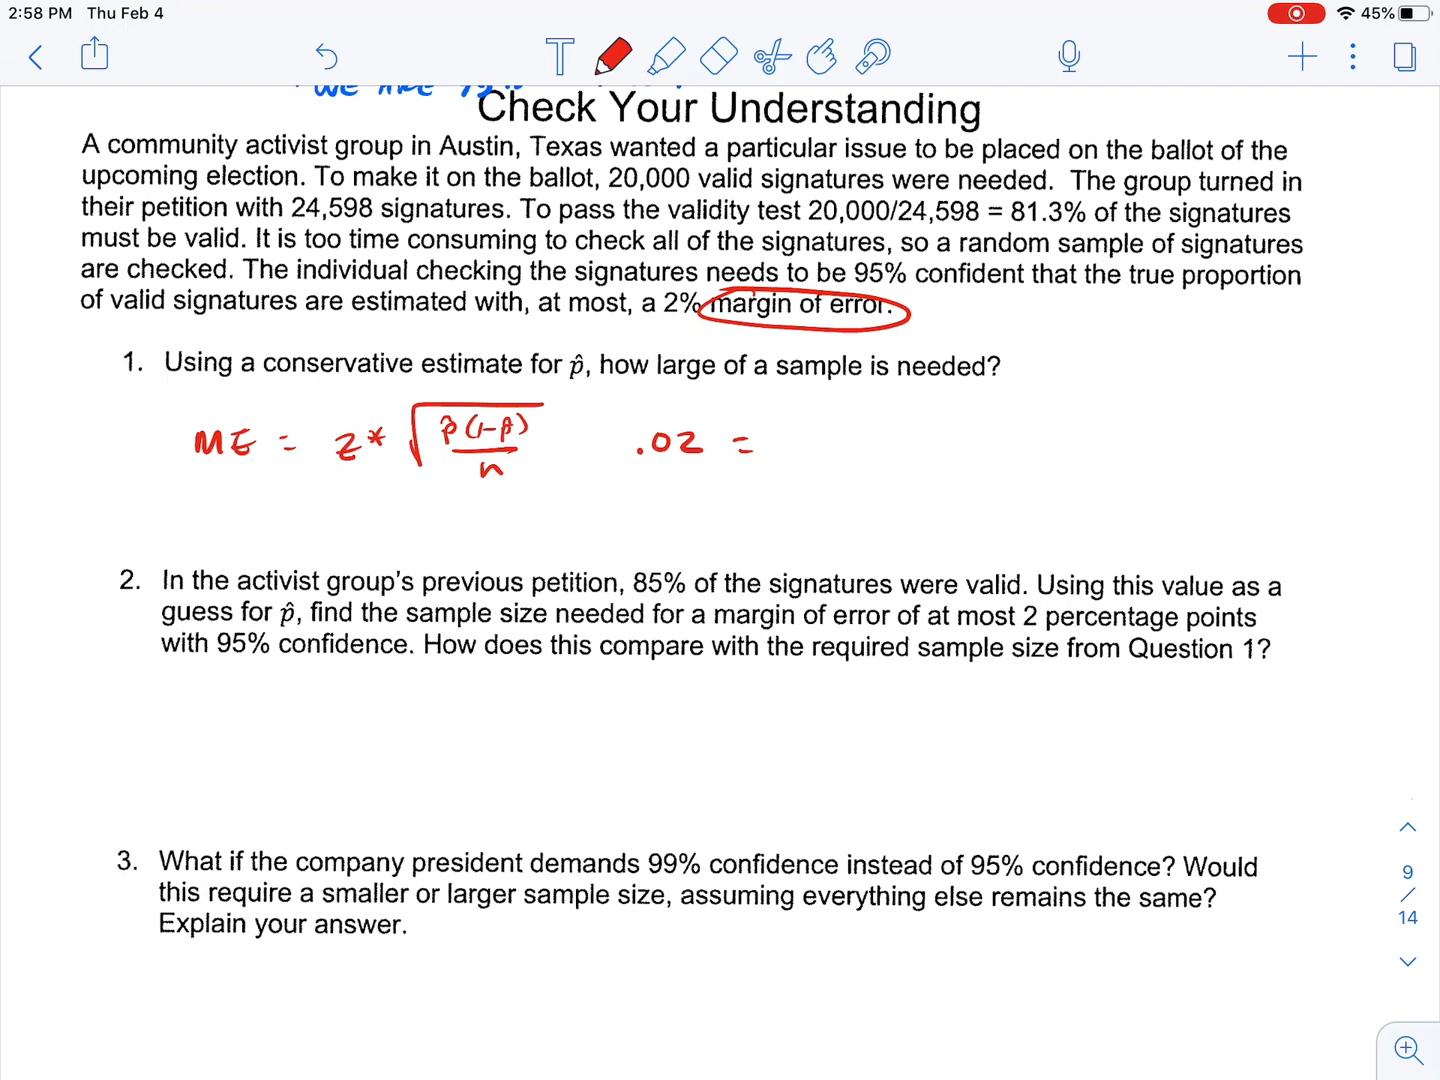 2:58 PM Thu Feb 4
45%
WE ARE
Check Your Understanding
A community activist group in Austin, Texas wanted a particular issue to be placed on the ballot of the
upcoming election. To make it on the ballot, 20,000 valid signatures were needed. The group turned in
their petition with 24,598 signatures. To pass the validity test 20,000/24,598 = 81.3% of the signatures
must be valid. It is too time consuming to check all of the signatures, so a random sample of signatures
are checked. The individual checking the signatures needs to be 95% confident that the true proportion
of valid signatures are estimated with, at most, a 2% margin of error.
1. Using a conservative estimate for p̂, how large of a sample is needed?
ME = z* √(p̂(1-p̂)/n) .02 =
2. In the activist group's previous petition, 85% of the signatures were valid. Using this value as a
guess for p̂, find the sample size needed for a margin of error of at most 2 percentage points
with 95% confidence. How does this compare with the required sample size from Question 1?
3. What if the company president demands 99% confidence instead of 95% confidence? Would
this require a smaller or larger sample size, assuming everything else remains the same?
Explain your answer.
9
/
14